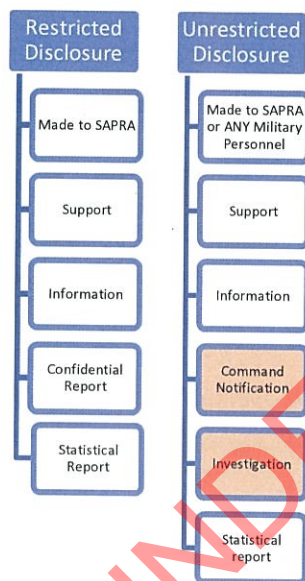 Restricted
Disclosure
Made to SAPRA
Support
Information
Confidential
Report
Statistical
Report
Unrestricted
Disclosure
Made to SAPRA
or ANY Military
Personnel
Support
Information
Command
Notification
Investigation
Statistical
report